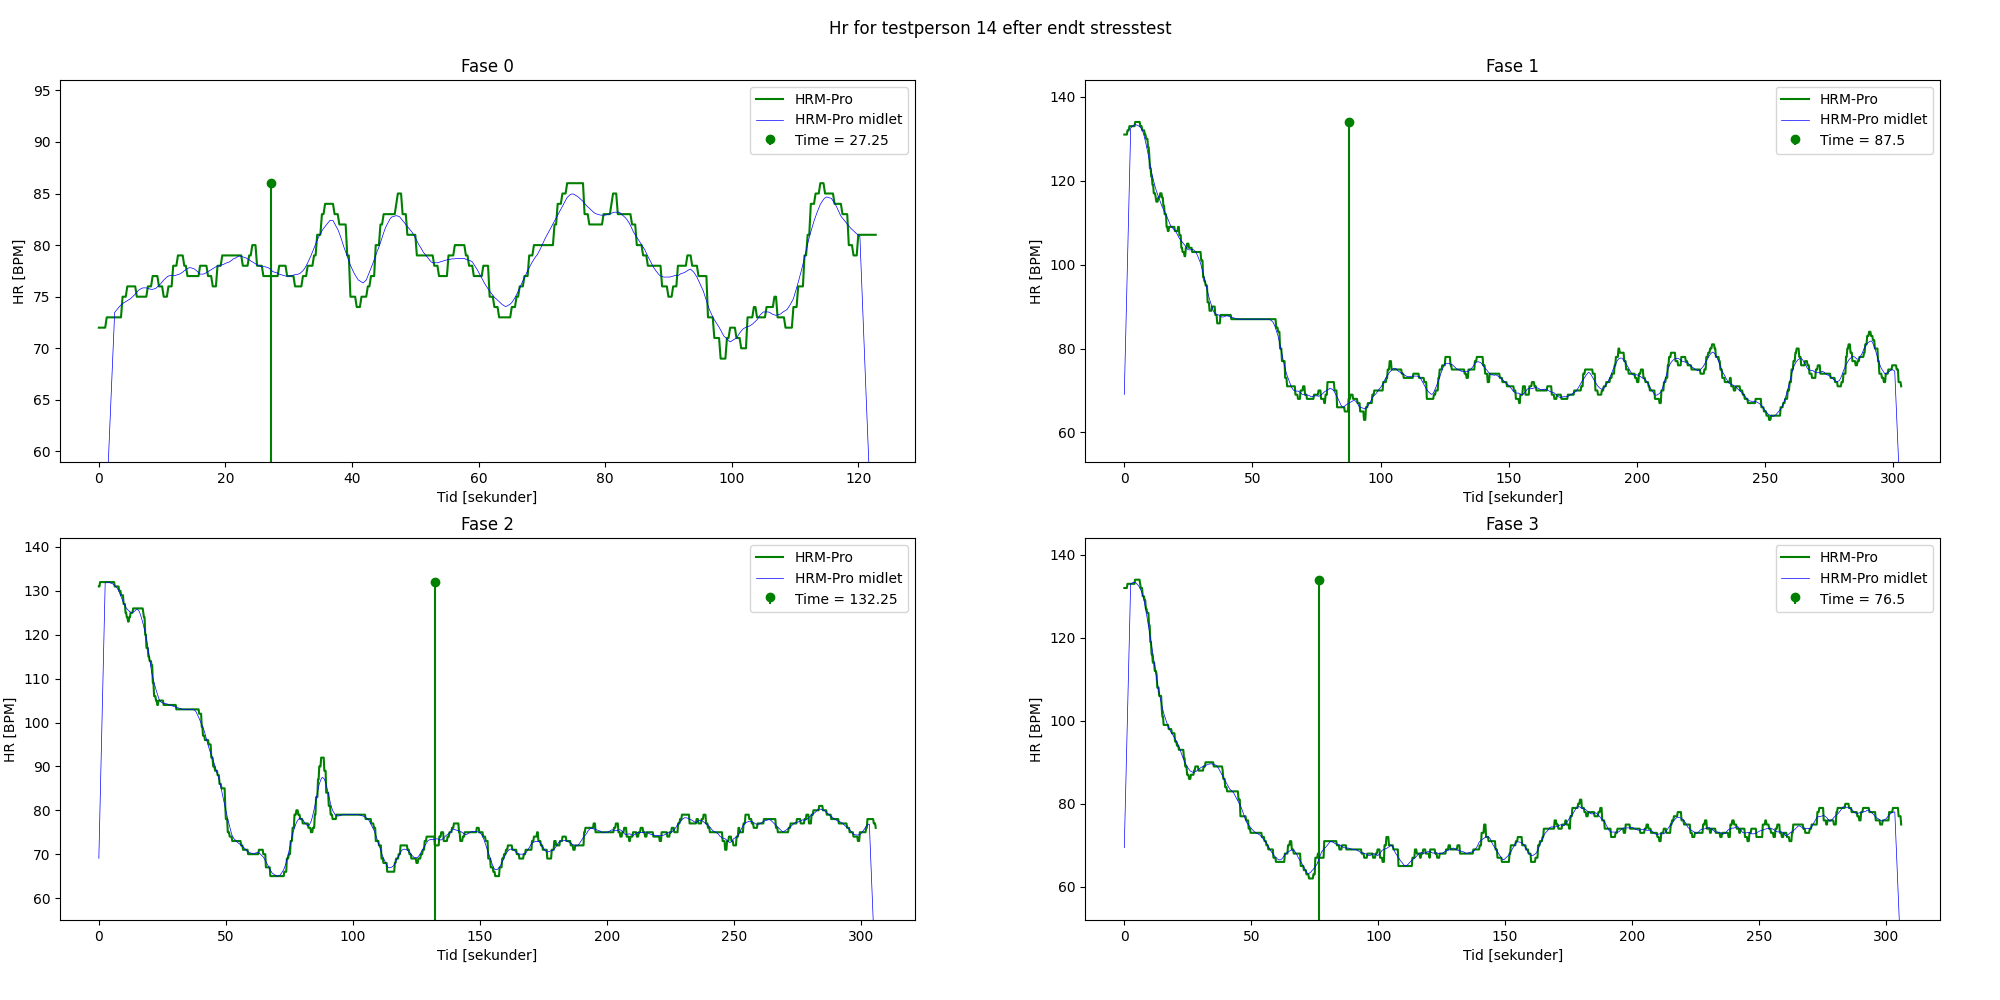 Hr for testperson 14 efter endt stresstest
Fase 0
HR [BPM]
95
90
85
80
75
70
65
60
0 20 40 60 80 100 120
Tid [sekunder]
HRM-Pro
HRM-Pro midlet
Time = 27.25
Fase 1
HR [BPM]
140
120
100
80
60
0 50 100 150 200 250 300
Tid [sekunder]
HRM-Pro
HRM-Pro midlet
Time = 87.5
Fase 2
HR [BPM]
140
130
120
110
100
90
80
70
60
0 50 100 150 200 250 300
Tid [sekunder]
HRM-Pro
HRM-Pro midlet
Time = 132.25
Fase 3
HR [BPM]
140
120
100
80
60
0 50 100 150 200 250 300
Tid [sekunder]
HRM-Pro
HRM-Pro midlet
Time = 76.5